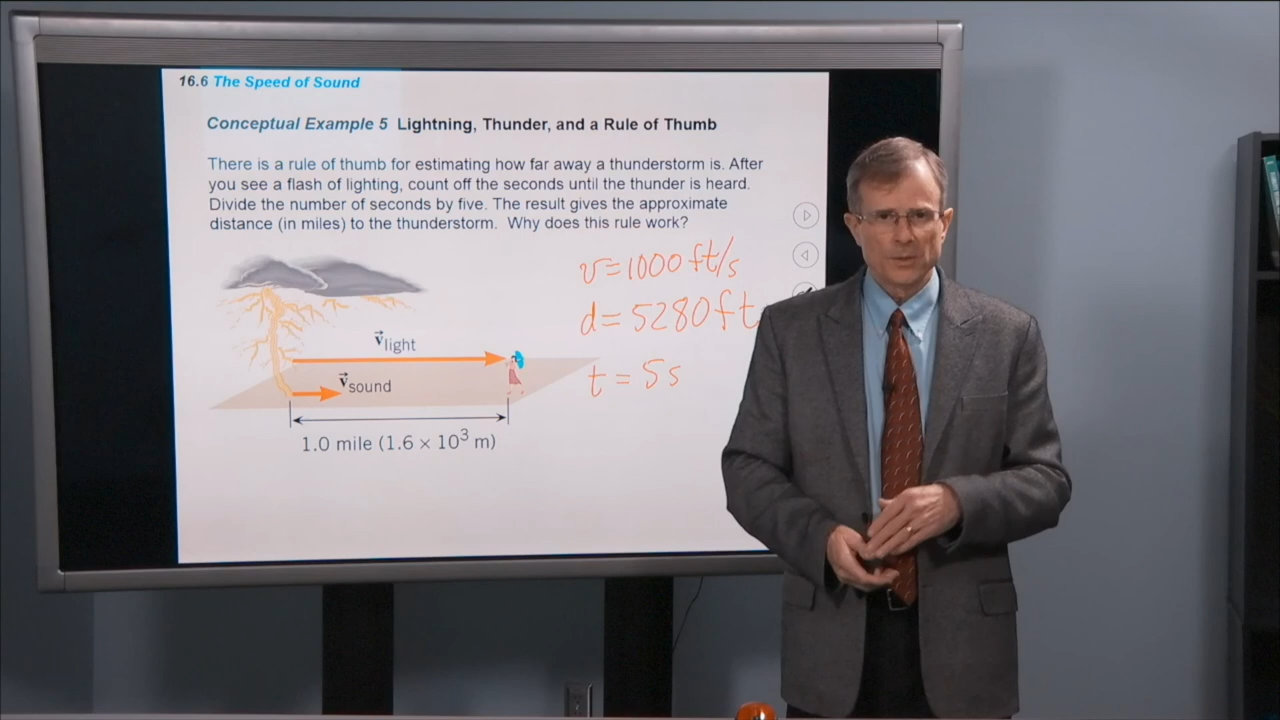 16.6 The Speed of Sound
Conceptual Example 5 Lightning, Thunder, and a Rule of Thumb
There is a rule of thumb for estimating how far away a thunderstorm is. After
you see a flash of lighting, count off the seconds until the thunder is heard.
Divide the number of seconds by five. The result gives the approximate
distance (in miles) to the thunderstorm. Why does this rule work?
v=1000 ft/s
d=5280 ft
t=5s
v⃗light
v⃗sound
1.0 mile (1.6 × 10³ m)